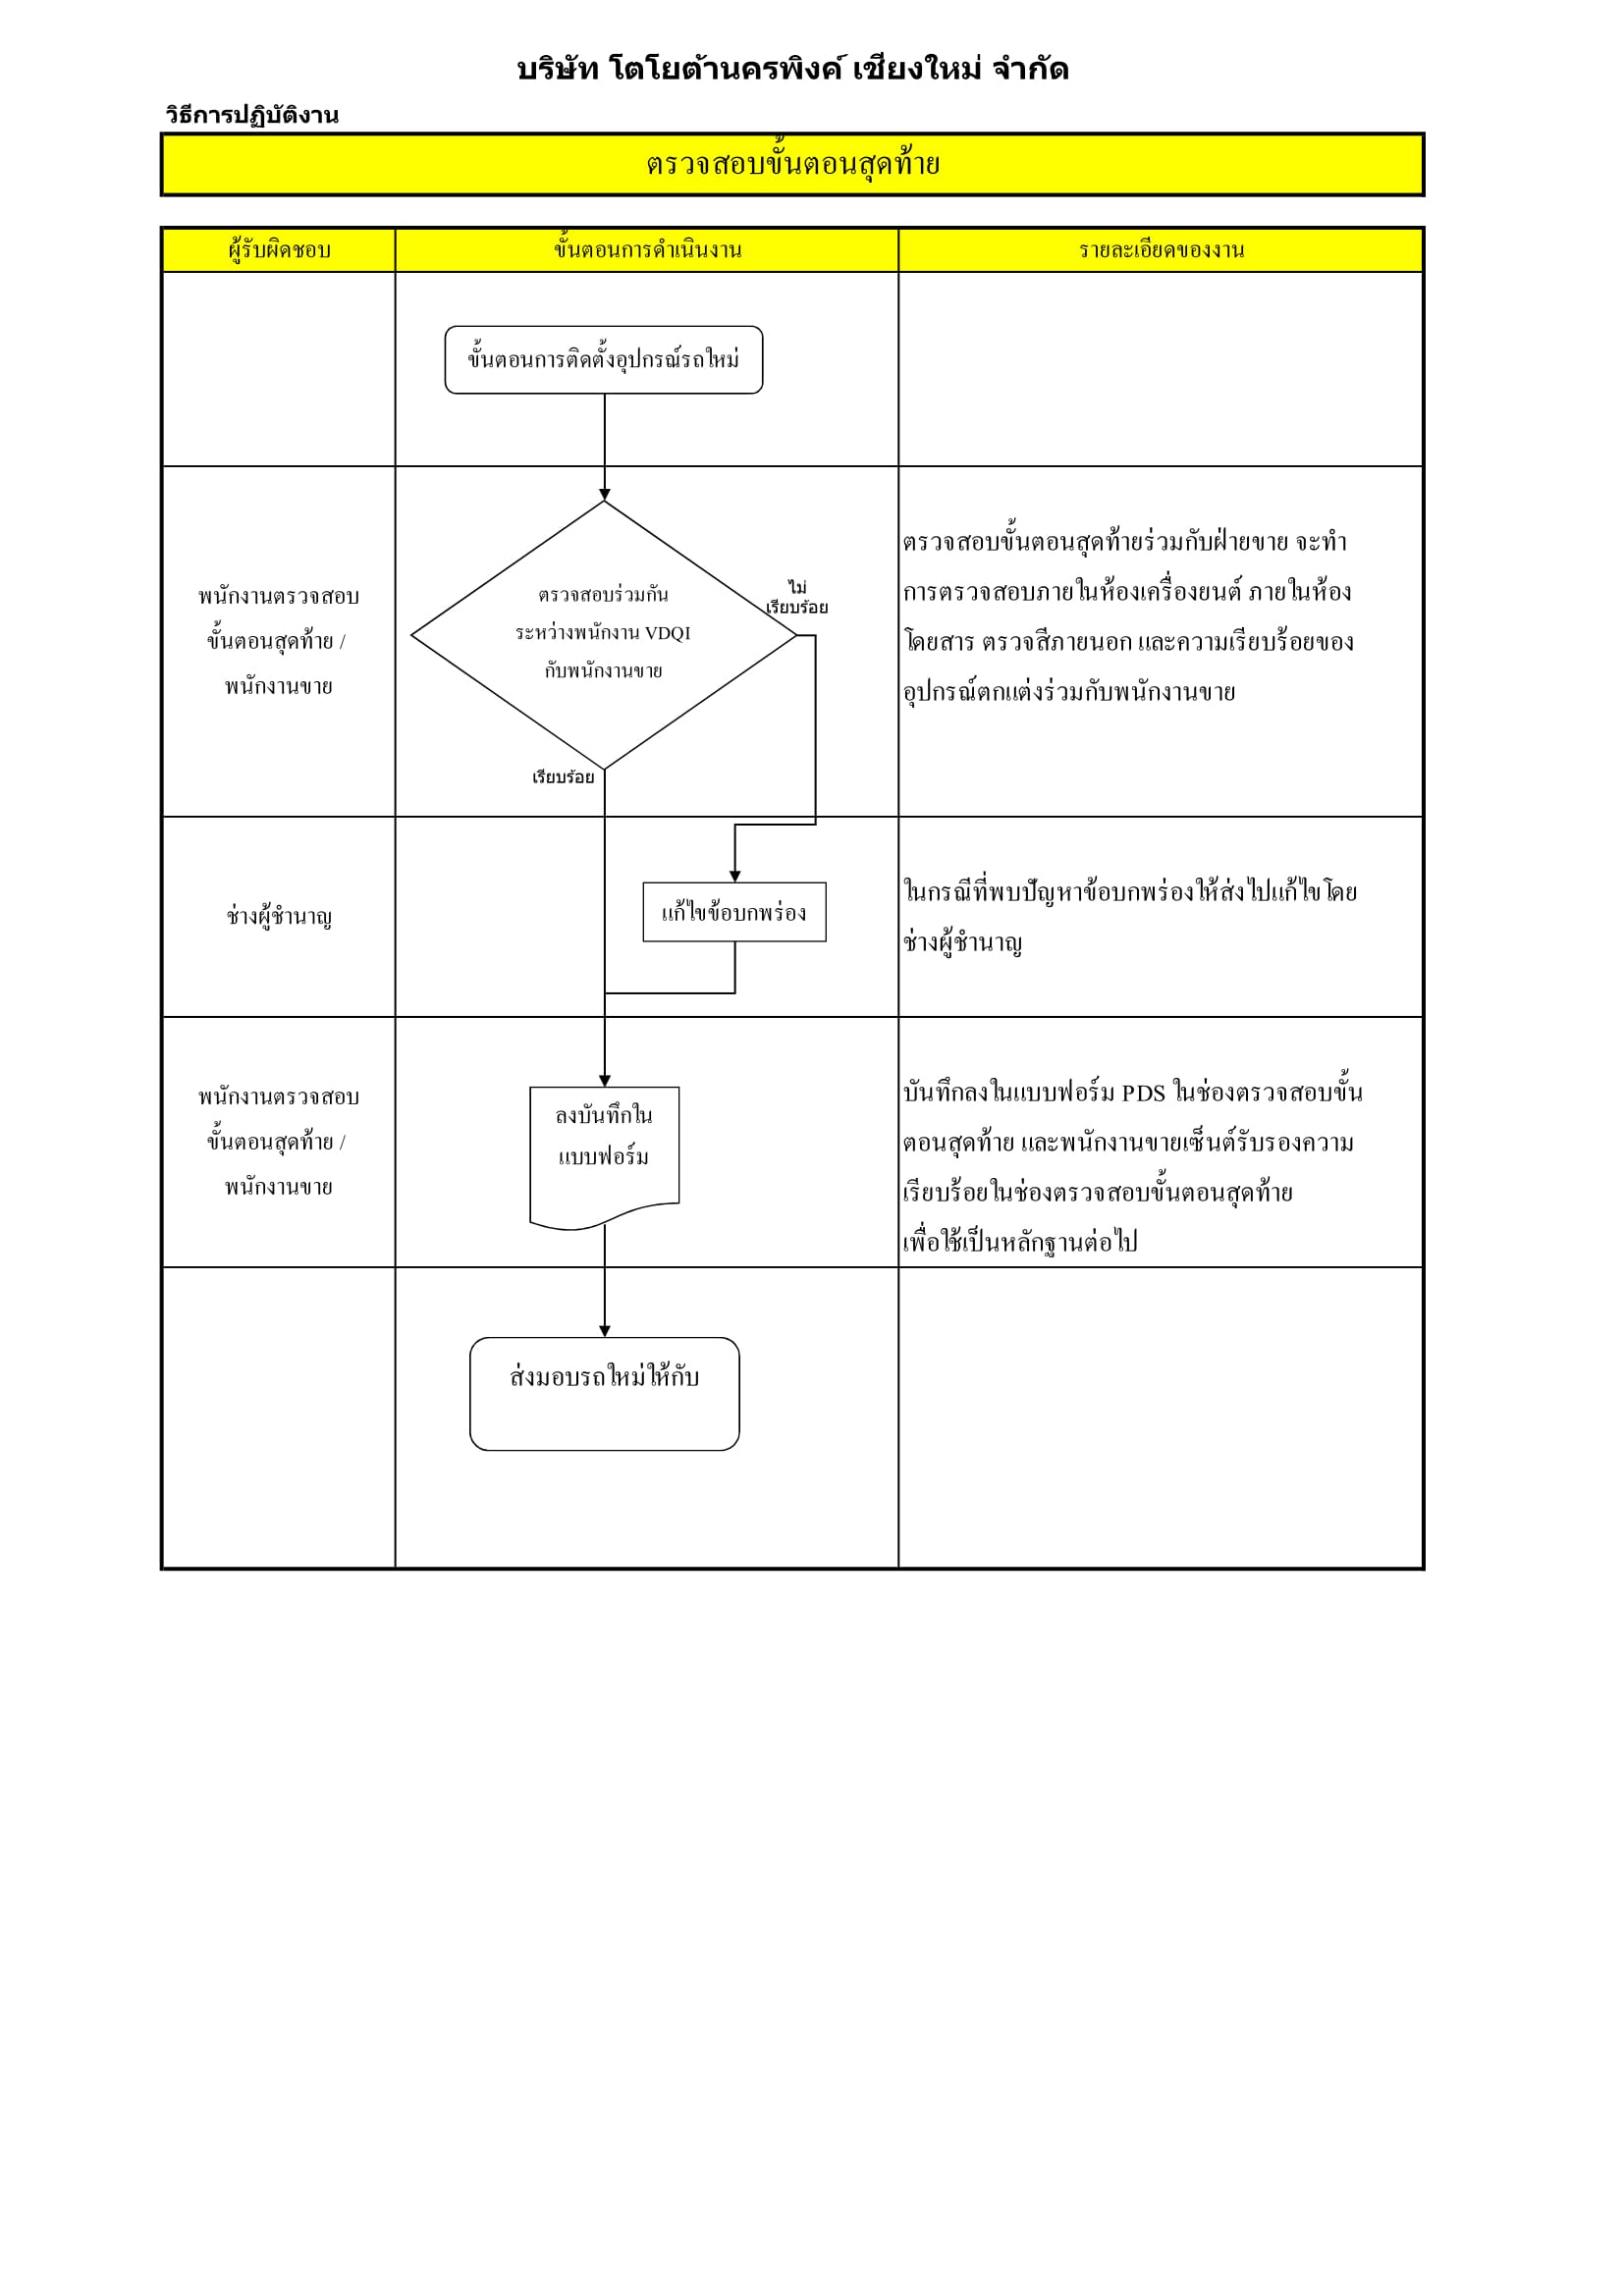 บริษัท โตโยต้านครพิงค์ เชียงใหม่ จำกัด
วิธีการปฏิบัติงาน
ตรวจสอบขั้นตอนสุดท้าย
ผู้รับผิดชอบ
ขั้นตอนการดำเนินงาน
รายละเอียดของงาน
ขั้นตอนการติดตั้งอุปกรณ์รถใหม่
พนักงานตรวจสอบ
ขั้นตอนสุดท้าย /
พนักงานขาย
ตรวจสอบร่วมกัน
ระหว่างพนักงาน VDQI
กับพนักงานขาย
ไม่
เรียบร้อย
เรียบร้อย
ตรวจสอบขั้นตอนสุดท้ายร่วมกับฝ่ายขาย จะทำ
การตรวจสอบภายในห้องเครื่องยนต์ ภายในห้อง
โดยสาร ตรวจสีภายนอก และความเรียบร้อยของ
อุปกรณ์ตกแต่งร่วมกับพนักงานขาย
ช่างผู้ชำนาญ
แก้ไขข้อบกพร่อง
ในกรณีที่พบปัญหาข้อบกพร่องให้ส่งไปแก้ไขโดย
ช่างผู้ชำนาญ
พนักงานตรวจสอบ
ขั้นตอนสุดท้าย /
พนักงานขาย
ลงบันทึกใน
แบบฟอร์ม
บันทึกลงในแบบฟอร์ม PDS ในช่องตรวจสอบขั้น
ตอนสุดท้าย และพนักงานขายเซ็นต์รับรองความ
เรียบร้อยในช่องตรวจสอบขั้นตอนสุดท้าย
เพื่อใช้เป็นหลักฐานต่อไป
ส่งมอบรถใหม่ให้กับ